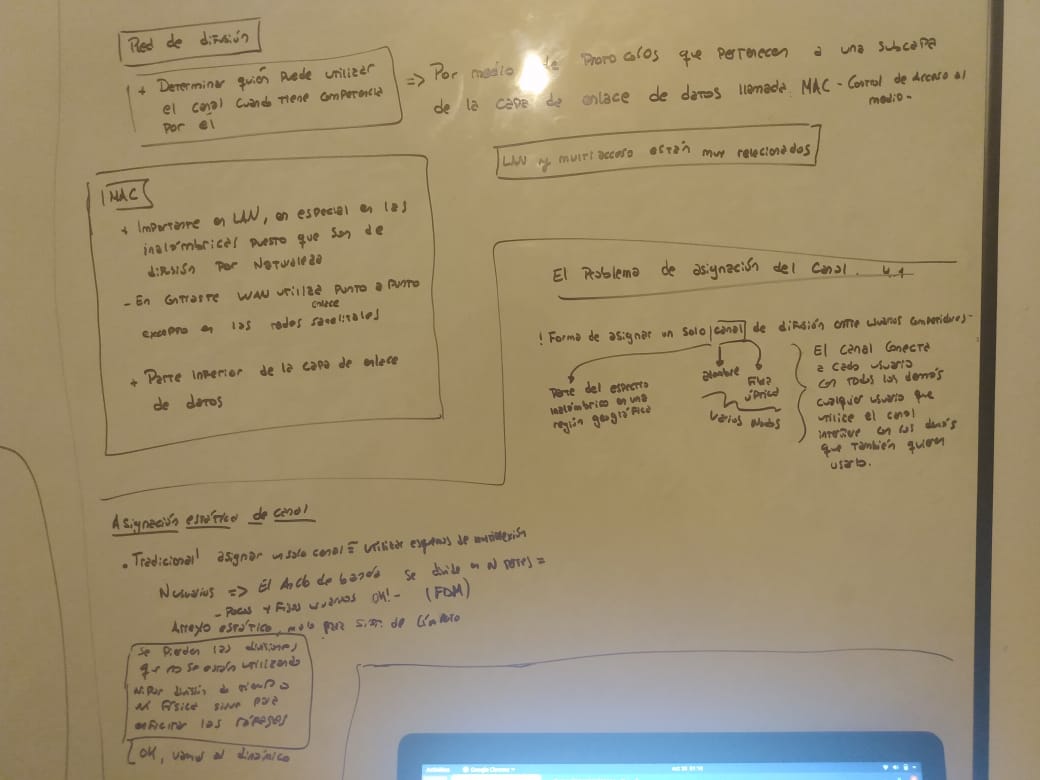 Red de difusión
+ Determinar quién puede utilizar
el canal cuando tiene competencia
por él
=> Por medio de Protocolos que pertenecen a una subcapa
de la capa de enlace de datos llamada MAC - Control de Acceso al
medio -
LAN y multiacceso están muy relacionados
MAC
+ Importante en LAN, en especial en las
inalámbricas puesto que son de
difusión por Naturaleza
- En contraste WAN utiliza punto a punto
enlace
excepto en las redes satelitales
+ Parte inferior de la capa de enlace
de datos
El Problema de asignación del Canal. 4.1
! Forma de asignar un solo canal de difusión entre usuarios competidores -
Parte del espectro
inalámbrico en una
región geográfica
alambre
Fibra
óptica
Varios Nodos
El canal conecta
a cada usuario
con todos los demás
cualquier usuario que
utilice el canal
interfiere con los demás
que también quieren
usarlo.
Asignación estática de canal
• Tradicional! asignar un solo canal = utilizar esquemas de multiplexión
N usuarios => El Ancho de banda se divide en N partes =
- Pocos y Fijos usuarios OK! - (FDM)
Arreglo estático, malo para sist. de Cómputo
Se pierden las divisiones
que no se están utilizando
Ni por división de tiempo o
Ni Física sirve para
las ráfagas
OK, vamos al dinámico
Activities
Google Chrome